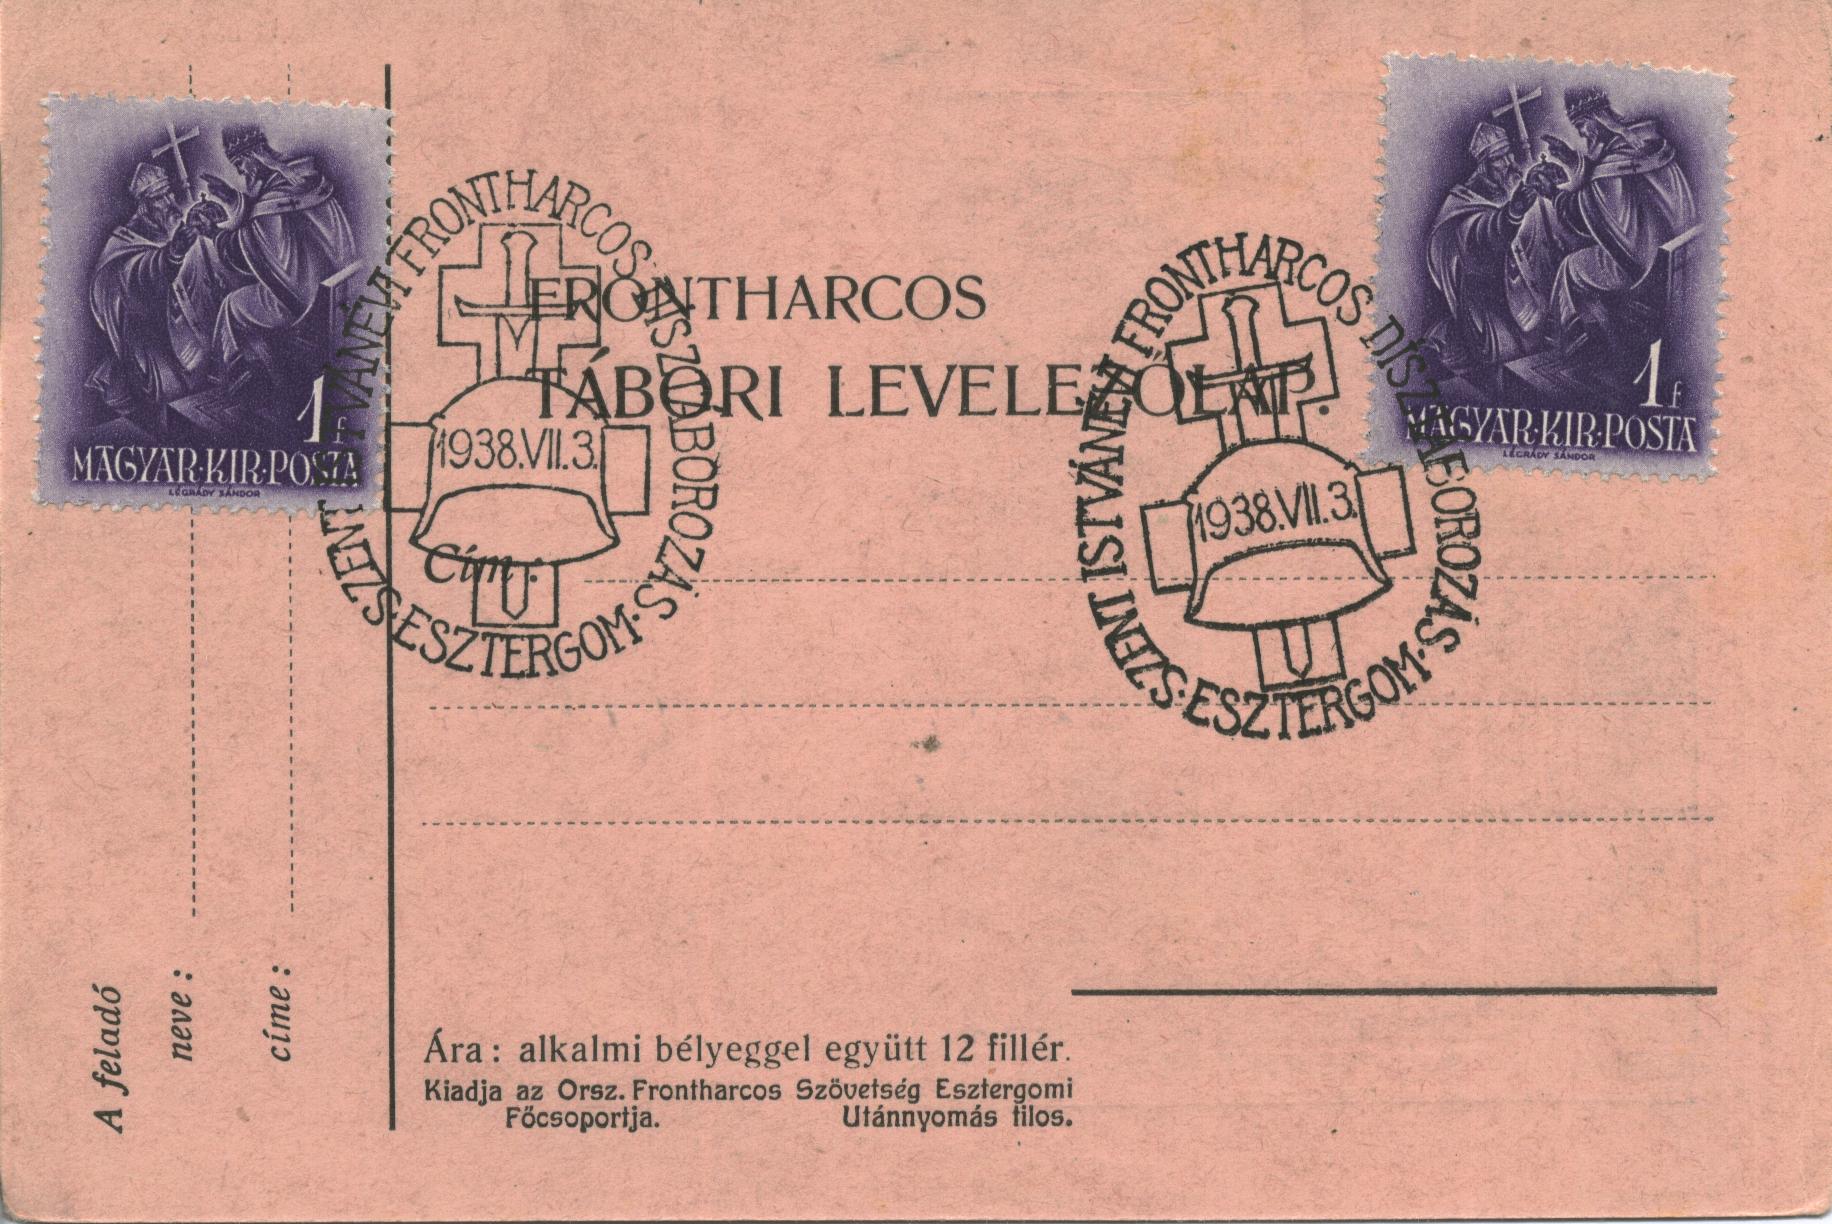 1 f
MAGYAR·KIR·POSTA
LÉGRÁDY SÁNDOR
1 f
MAGYAR·KIR·POSTA
LÉGRÁDY SÁNDOR
SZENT ISTVÁNÉVI FRONTHARCOS DÍSZTÁBOROZÁS·ESZTERGOM·
1938.VII.3.
SZENT ISTVÁNÉVI FRONTHARCOS DÍSZTÁBOROZÁS·ESZTERGOM·
1938.VII.3.
FRONTHARCOS
TÁBORI LEVELEZŐLAP.
Cím:
A feladó
neve:
címe:
Ára: alkalmi bélyeggel együtt 12 fillér.
Kiadja az Orsz. Frontharcos Szövetség Esztergomi
Főcsoportja. Utánnyomás tilos.